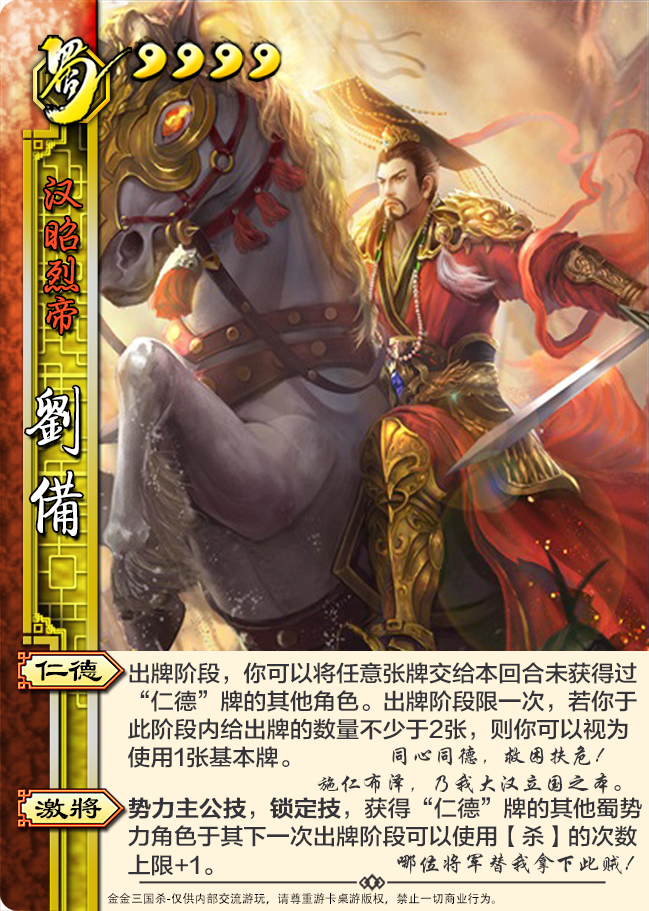 蜀
汉昭烈帝
劉備
仁德
出牌阶段，你可以将任意张牌交给本回合未获得过
“仁德”牌的其他角色。出牌阶段限一次，若你于
此阶段内给出牌的数量不少于2张，则你可以视为
使用1张基本牌。
同心同德，救困扶危！
施仁布泽，乃我大汉立国之本。
激將
势力主公技，锁定技，获得“仁德”牌的其他蜀势
力角色于其下一次出牌阶段可以使用【杀】的次数
上限+1。
哪位将军替我拿下此贼！
金金三国杀-仅供内部交流游玩，请尊重游卡桌游版权，禁止一切商业行为。